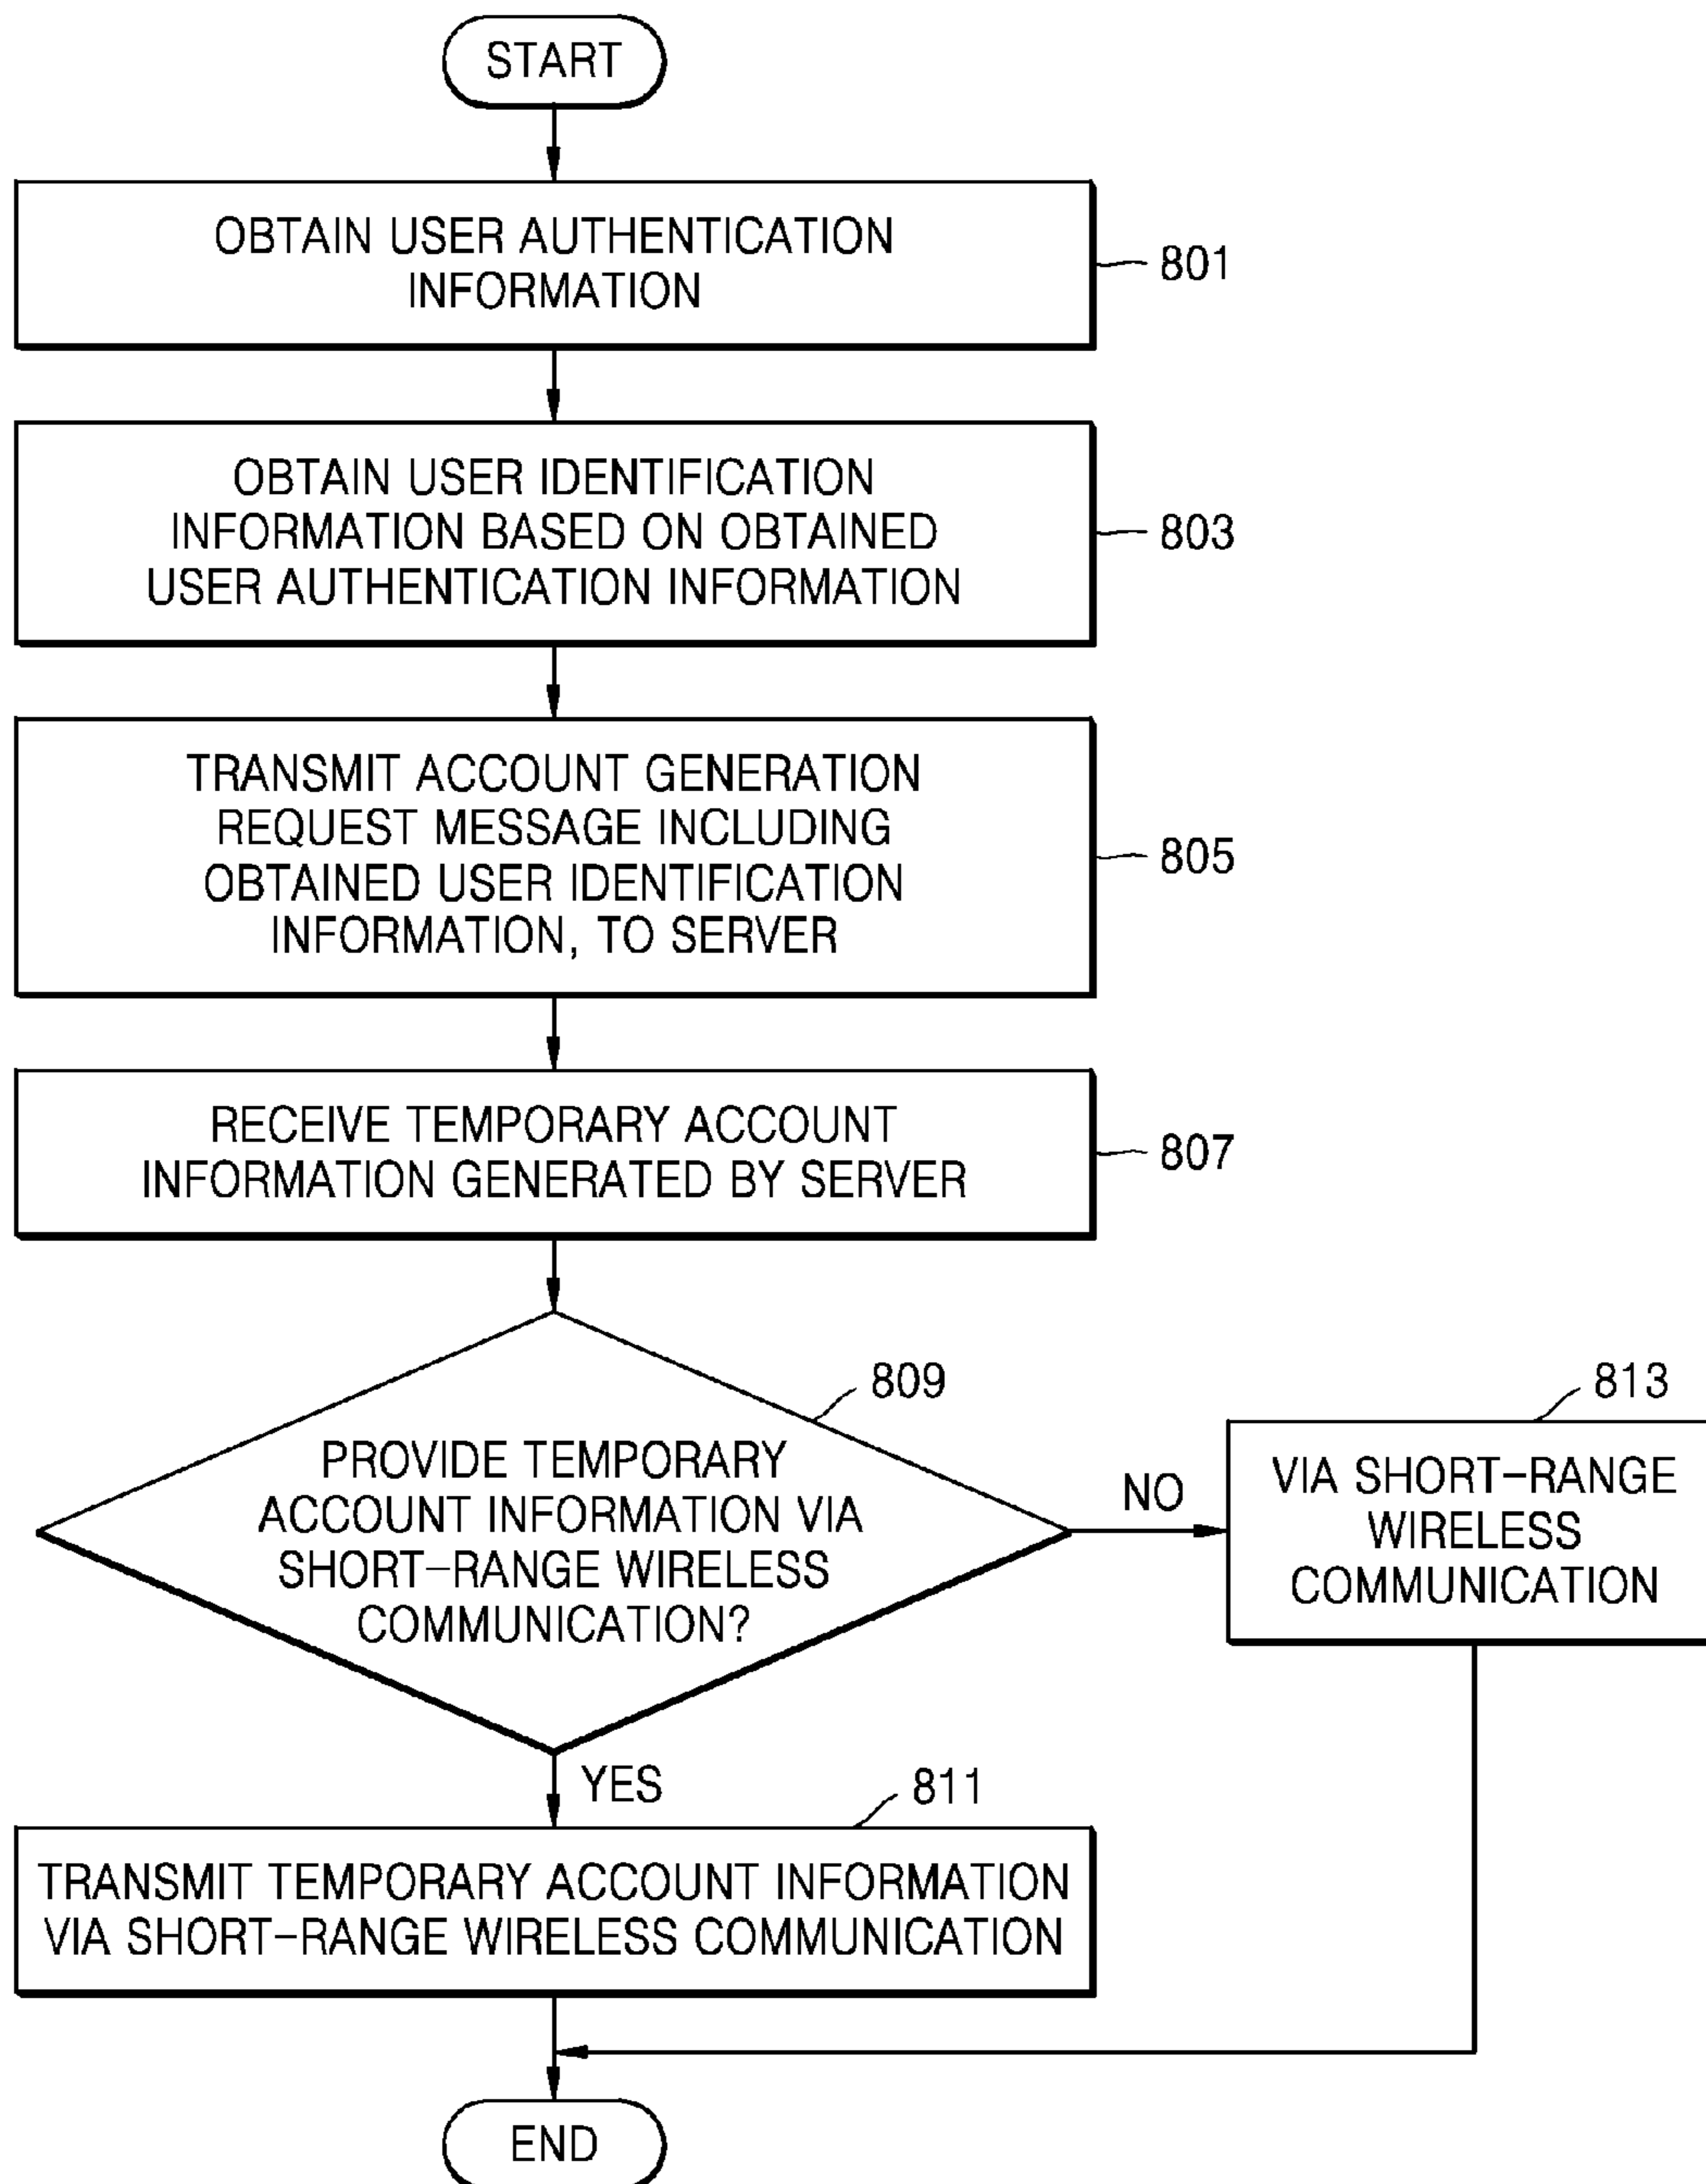 START
OBTAIN USER AUTHENTICATION
INFORMATION
801
OBTAIN USER IDENTIFICATION
INFORMATION BASED ON OBTAINED
USER AUTHENTICATION INFORMATION
803
TRANSMIT ACCOUNT GENERATION
REQUEST MESSAGE INCLUDING
OBTAINED USER IDENTIFICATION
INFORMATION, TO SERVER
805
RECEIVE TEMPORARY ACCOUNT
INFORMATION GENERATED BY SERVER
807
809
PROVIDE TEMPORARY
ACCOUNT INFORMATION VIA
SHORT-RANGE WIRELESS
COMMUNICATION?
NO
813
VIA SHORT-RANGE
WIRELESS
COMMUNICATION
YES
811
TRANSMIT TEMPORARY ACCOUNT INFORMATION
VIA SHORT-RANGE WIRELESS COMMUNICATION
END